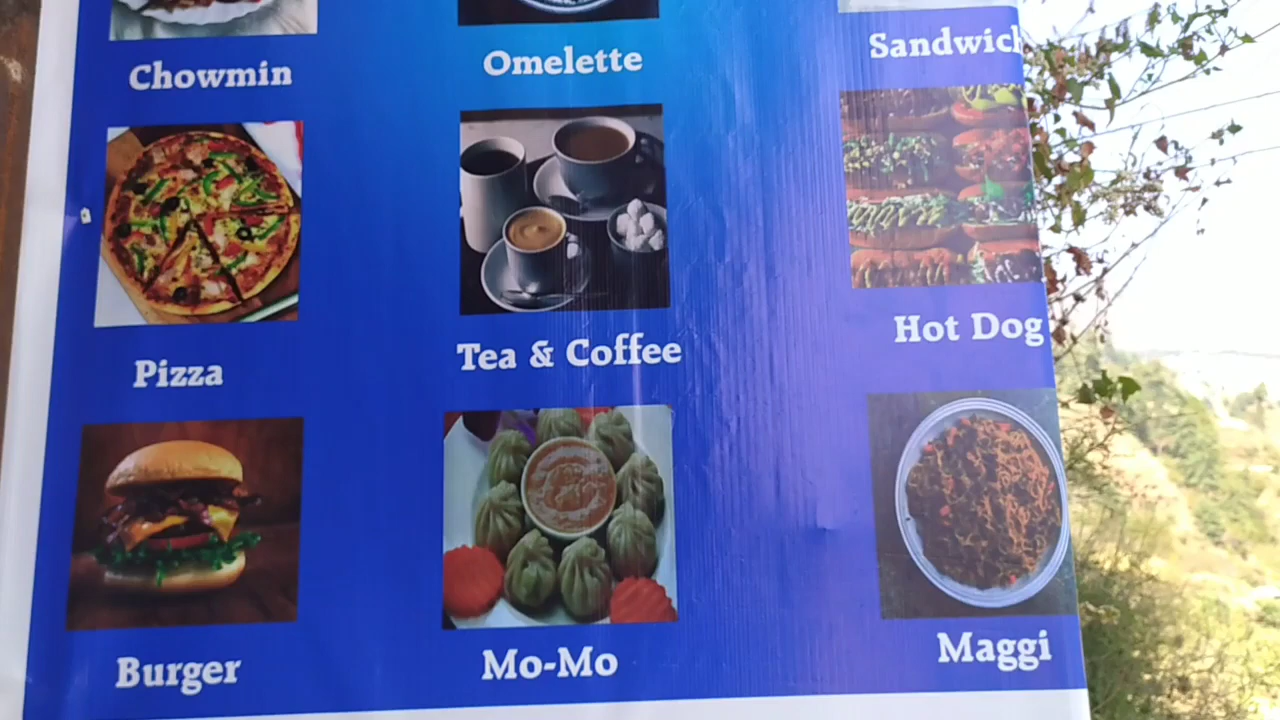 Chowmin
Omelette
Sandwich
Pizza
Tea & Coffee
Hot Dog
Burger
Mo-Mo
Maggi